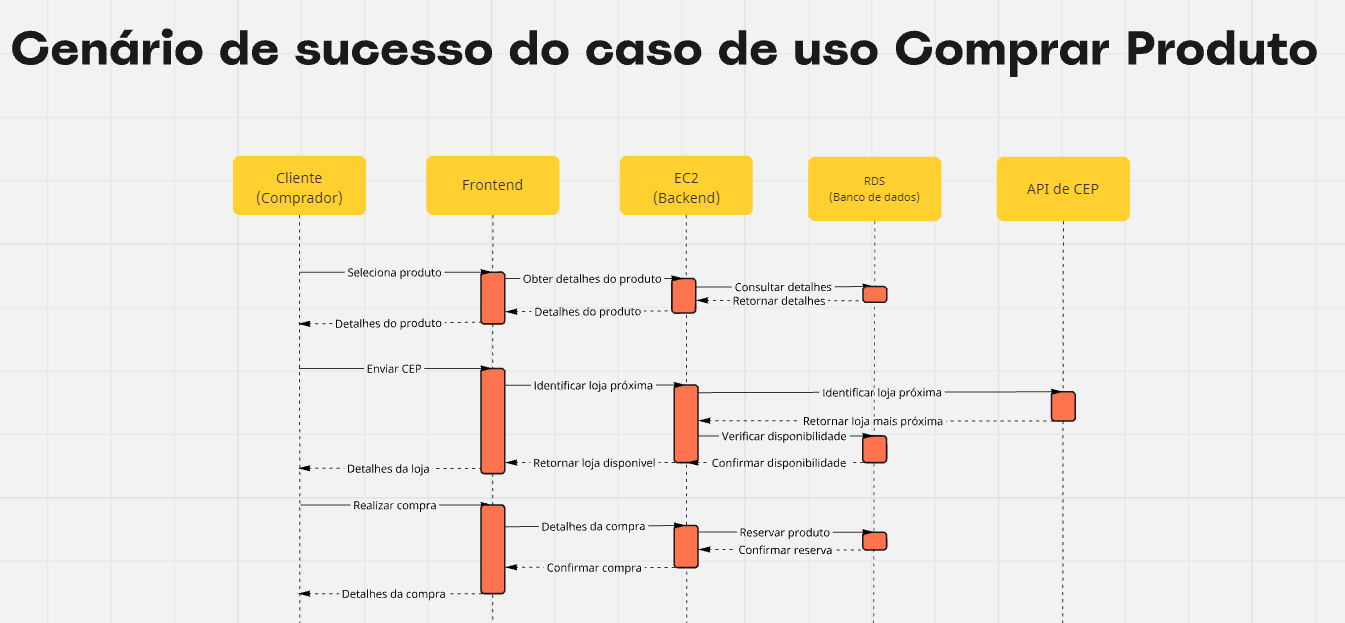 Cenário de sucesso do caso de uso Comprar Produto
Cliente
(Comprador)
Frontend
EC2
(Backend)
RDS
(Banco de dados)
API de CEP
Seleciona produto
Obter detalhes do produto
Consultar detalhes
Retornar detalhes
Detalhes do produto
Detalhes do produto
Enviar CEP
Identificar loja próxima
Identificar loja próxima
Retornar loja mais próxima
Verificar disponibilidade
Confirmar disponibilidade
Retornar loja disponivel
Detalhes da loja
Realizar compra
Detalhes da compra
Reservar produto
Confirmar reserva
Confirmar compra
Detalhes da compra